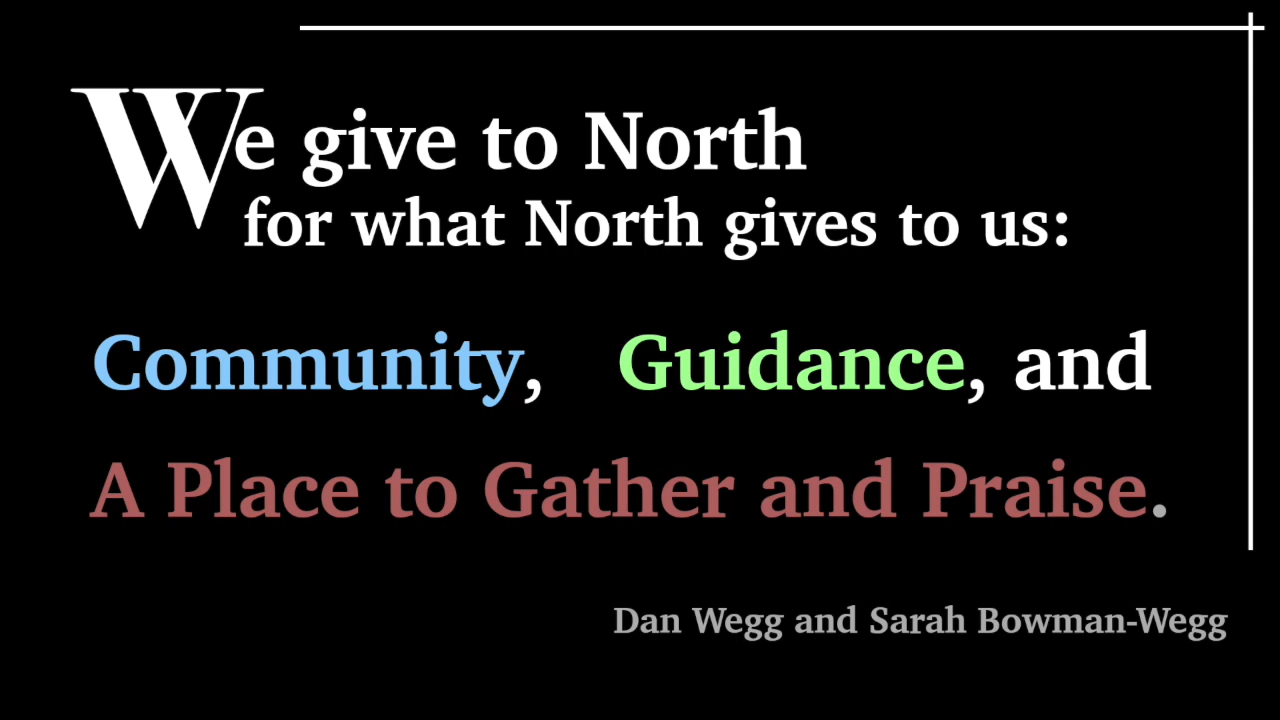 We give to North
for what North gives to us:
Community, Guidance, and
A Place to Gather and Praise.
Dan Wegg and Sarah Bowman-Wegg